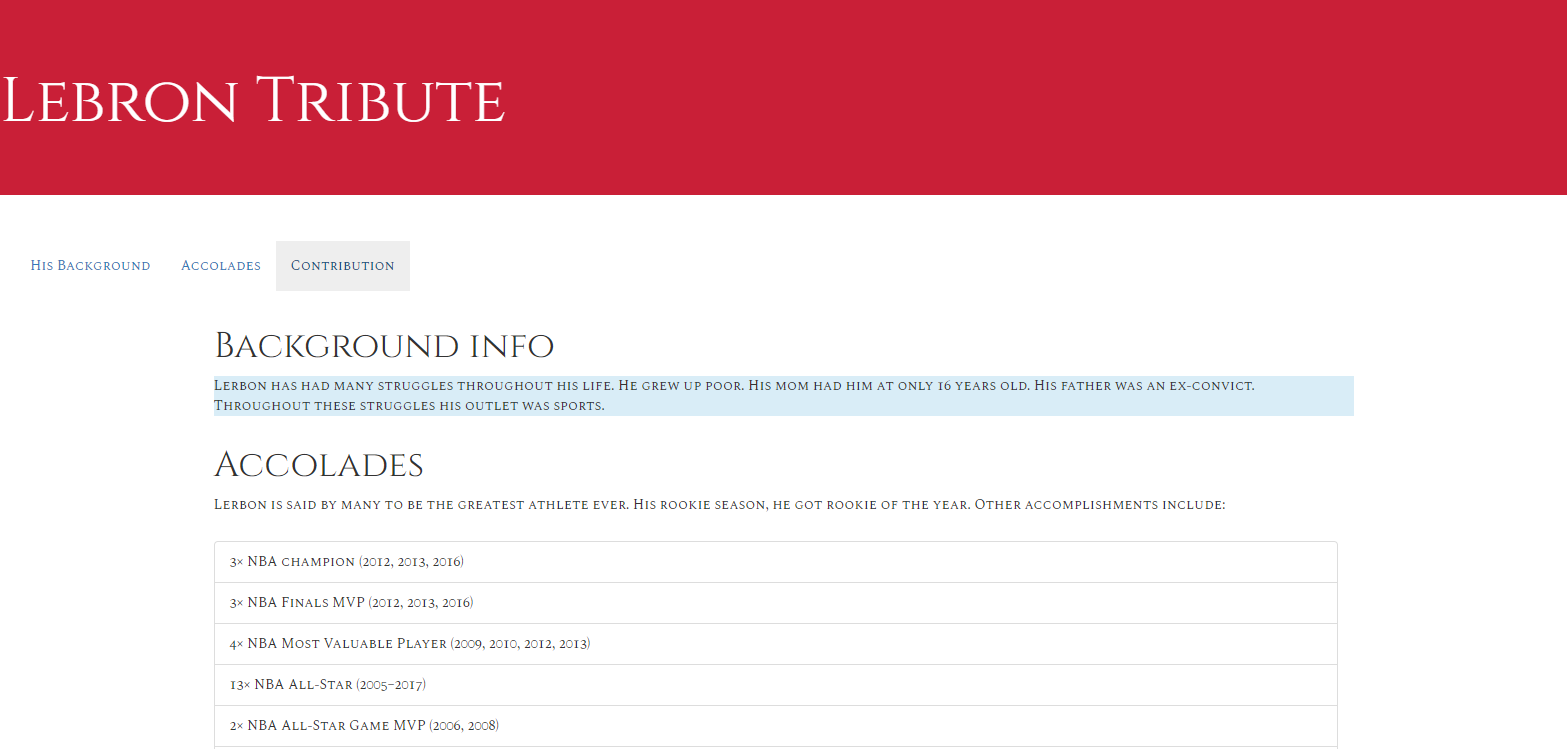 Lebron Tribute
His Background Accolades Contribution
Background info
Lerbon has had many struggles throughout his life. He grew up poor. His mom had him at only 16 years old. His father was an ex-convict.
Throughout these struggles his outlet was sports.
Accolades
Lerbon is said by many to be the greatest athlete ever. His rookie season, he got rookie of the year. Other accomplishments include:
3× NBA champion (2012, 2013, 2016)
3× NBA Finals MVP (2012, 2013, 2016)
4× NBA Most Valuable Player (2009, 2010, 2012, 2013)
13× NBA All-Star (2005–2017)
2× NBA All-Star Game MVP (2006, 2008)